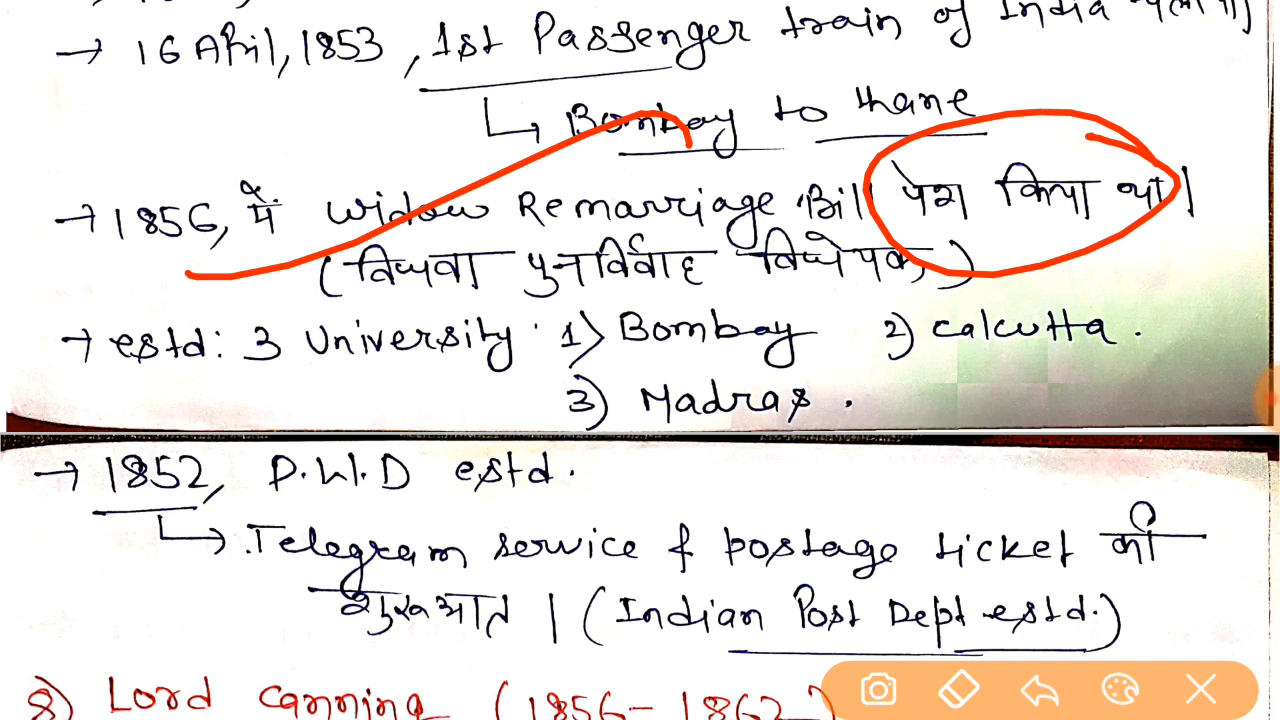 → 16 April, 1853, 1st Passenger train of India
↳ Bombay to thane
→ 1856, में Widow Remarriage Bill पेश किया था।
(विधवा पुनर्विवाह विधेयक)
→ estd: 3 University 1) Bombay 2) Calcutta.
3) Madras.
→ 1852, P.W.D estd.
↳ Telegram service & postage ticket की
शुरूआत। (Indian Post Dept estd.)
8) Lord canning (1856- 1862)